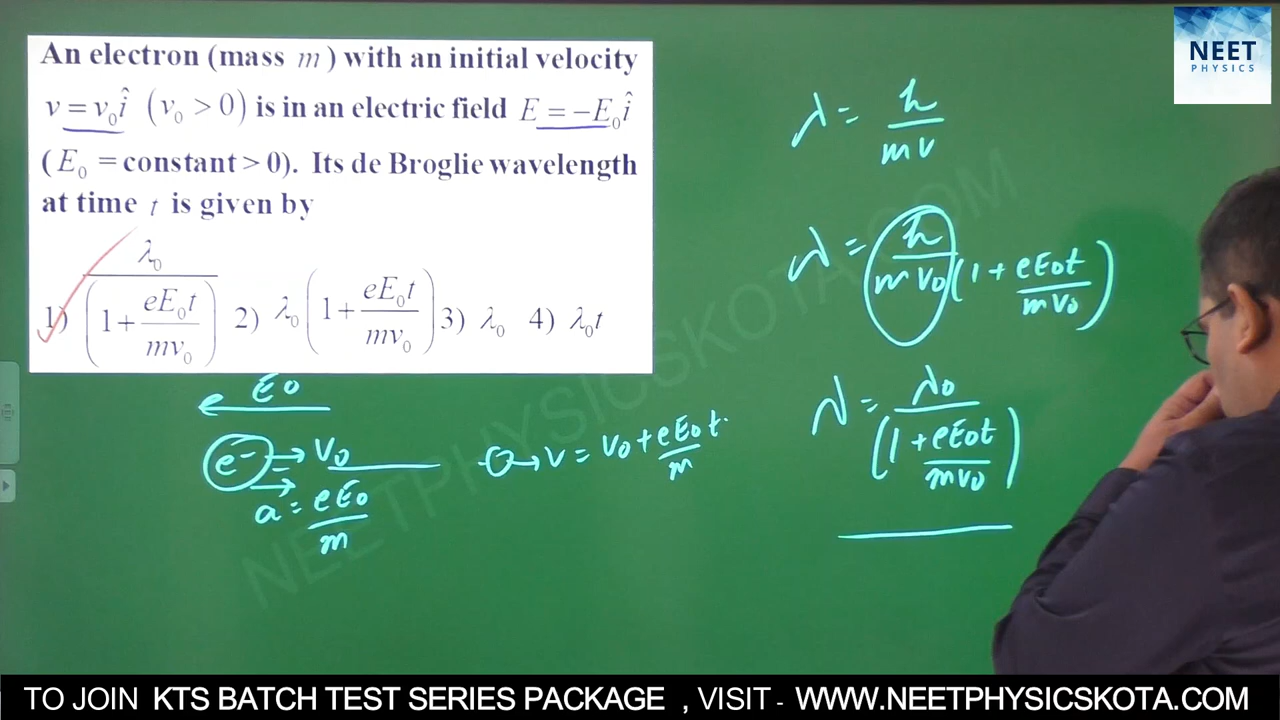 NEET
PHYSICS
An electron (mass m) with an initial velocity
v = v₀î (v₀ > 0) is in an electric field E = −E₀î
(E₀ = constant > 0). Its de Broglie wavelength
at time t is given by
1) λ₀ / (1 + eE₀t / mv₀) 2) λ₀ (1 + eE₀t / mv₀) 3) λ₀ 4) λ₀t
E₀
e⁻ → v₀
a = eE₀ / m
→ v = v₀ + eE₀t / m
λ = h / mv
λ = h / mv₀ (1 + eE₀t / mv₀)
λ = λ₀ / (1 + eE₀t / mv₀)
NEETPHYSICSKOTA.COM
TO JOIN KTS BATCH TEST SERIES PACKAGE , VISIT - WWW.NEETPHYSICSKOTA.COM